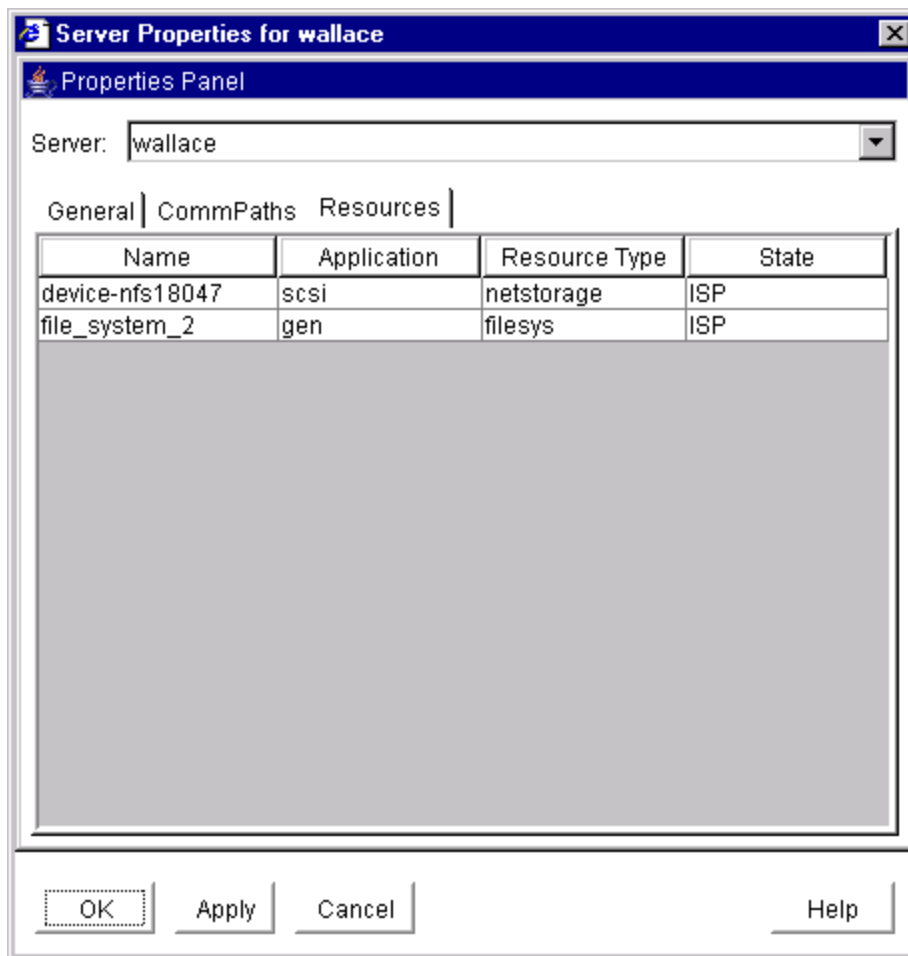 Server Properties for wallace
Properties Panel
Server: wallace
General CommPaths Resources
Name Application Resource Type State
device-nfs18047 scsi netstorage ISP
file_system_2 gen filesys ISP
OK Apply Cancel Help